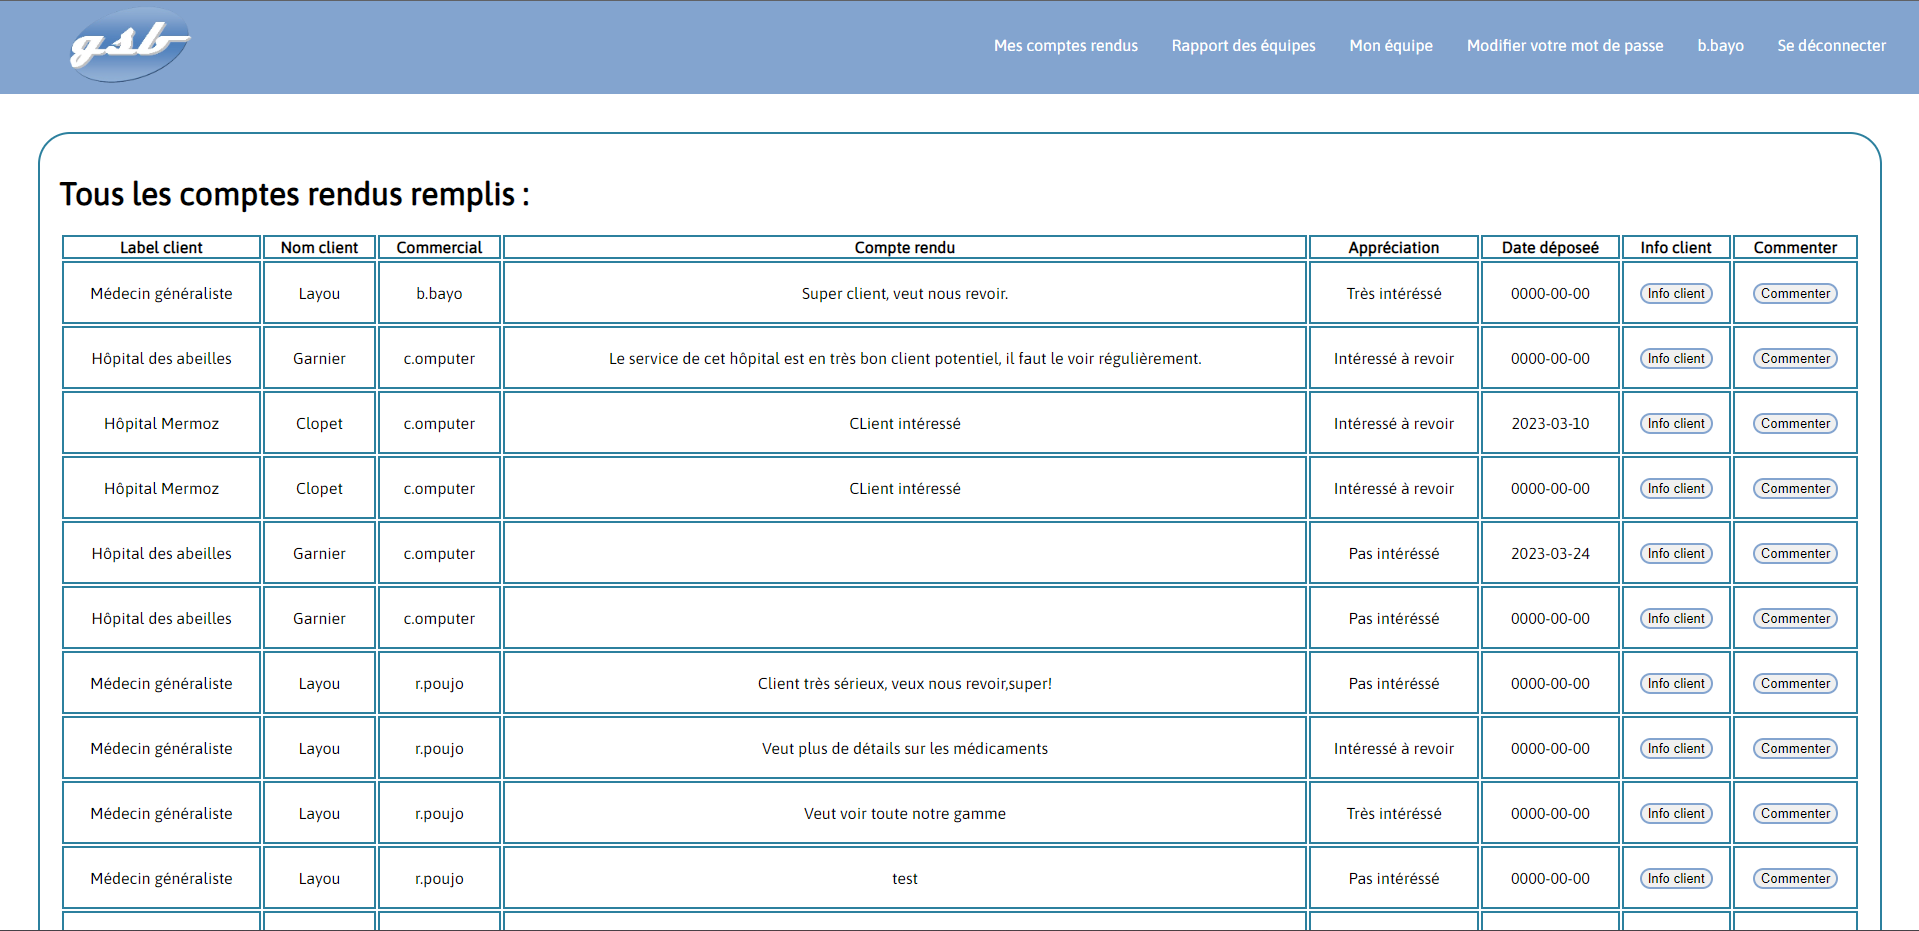 gsb
Mes comptes rendus Rapport des équipes Mon équipe Modifier votre mot de passe b.bayo Se déconnecter
Tous les comptes rendus remplis :
Label client Nom client Commercial Compte rendu Appréciation Date déposeé Info client Commenter
Médecin généraliste Layou b.bayo Super client, veut nous revoir. Très intéréssé 0000-00-00 Info client Commenter
Hôpital des abeilles Garnier c.omputer Le service de cet hôpital est en très bon client potentiel, il faut le voir régulièrement. Intéressé à revoir 0000-00-00 Info client Commenter
Hôpital Mermoz Clopet c.omputer CLient intéressé Intéressé à revoir 2023-03-10 Info client Commenter
Hôpital Mermoz Clopet c.omputer CLient intéressé Intéressé à revoir 0000-00-00 Info client Commenter
Hôpital des abeilles Garnier c.omputer Pas intéréssé 2023-03-24 Info client Commenter
Hôpital des abeilles Garnier c.omputer Pas intéréssé 0000-00-00 Info client Commenter
Médecin généraliste Layou r.poujo Client très sérieux, veux nous revoir,super! Pas intéréssé 0000-00-00 Info client Commenter
Médecin généraliste Layou r.poujo Veut plus de détails sur les médicaments Intéressé à revoir 0000-00-00 Info client Commenter
Médecin généraliste Layou r.poujo Veut voir toute notre gamme Très intéréssé 0000-00-00 Info client Commenter
Médecin généraliste Layou r.poujo test Pas intéréssé 0000-00-00 Info client Commenter